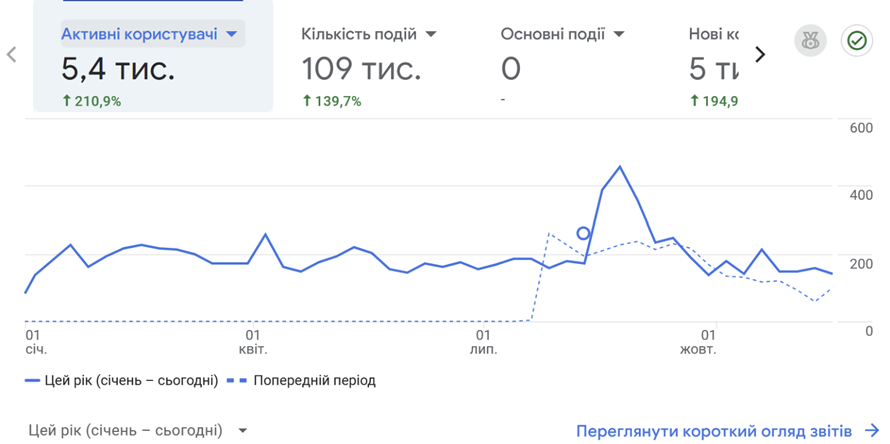 Активні користувачі Кількість подій Основні події Нові
5,4 тис. 109 тис. 0 5
210,9% 139,7% - 194,9
600
400
200
0
01 01 01 01
січ. квіт. лип. жовт.
Цей рік (січень – сьогодні) Попередній період
Цей рік (січень – сьогодні) Переглянути короткий огляд звітів